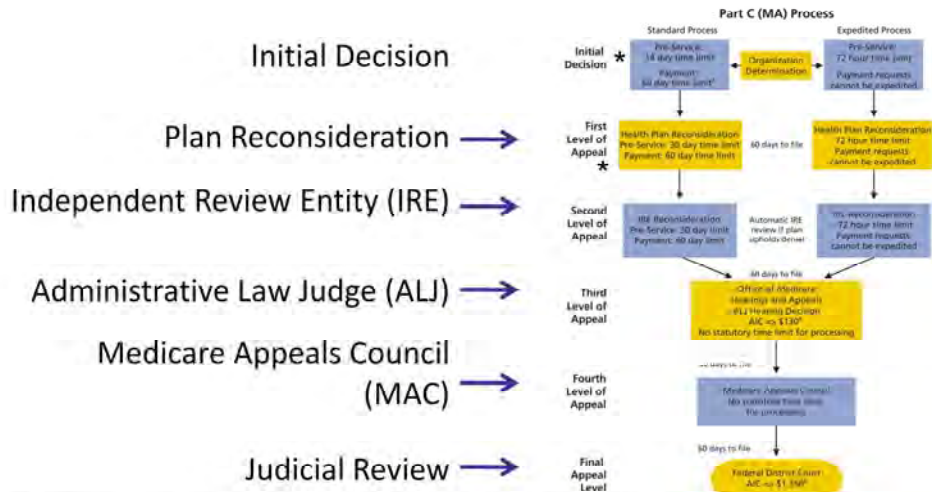 Part C (MA) Process
Standard Process
Expedited Process
Initial Decision
Initial
Decision
*
Pre-Service:
14 day time limit
Payment:
60 day time limit
Organization
Determination
Pre-Service:
72 hour time limit
Payment requests
cannot be expedited
Plan Reconsideration
First
Level of
Appeal
*
Health Plan Reconsideration
Pre-Service: 30 day time limit
Payment: 60 day time limit
60 days to file
Health Plan Reconsideration
72 hour time limit
Payment requests
cannot be expedited
Independent Review Entity (IRE)
Second
Level of
Appeal
IRE Reconsideration
Pre-Service: 30 day limit
Payment: 60 day limit
Automatic IRE
review if plan
upholds denial
IRE Reconsideration
72 hour time limit
Payment requests
cannot be expedited
60 days to file
Administrative Law Judge (ALJ)
Third
Level of
Appeal
Office of Medicare
Hearings and Appeals
ALJ Hearing Decision
AIC
No statutory time limit for processing
days to file
Medicare Appeals Council
(MAC)
Fourth
Level of
Appeal
Medicare Appeals Council
No statutory time limit
for processing
60 days to file
Judicial Review
Final
Appeal
Level
Federal District Court
AIC